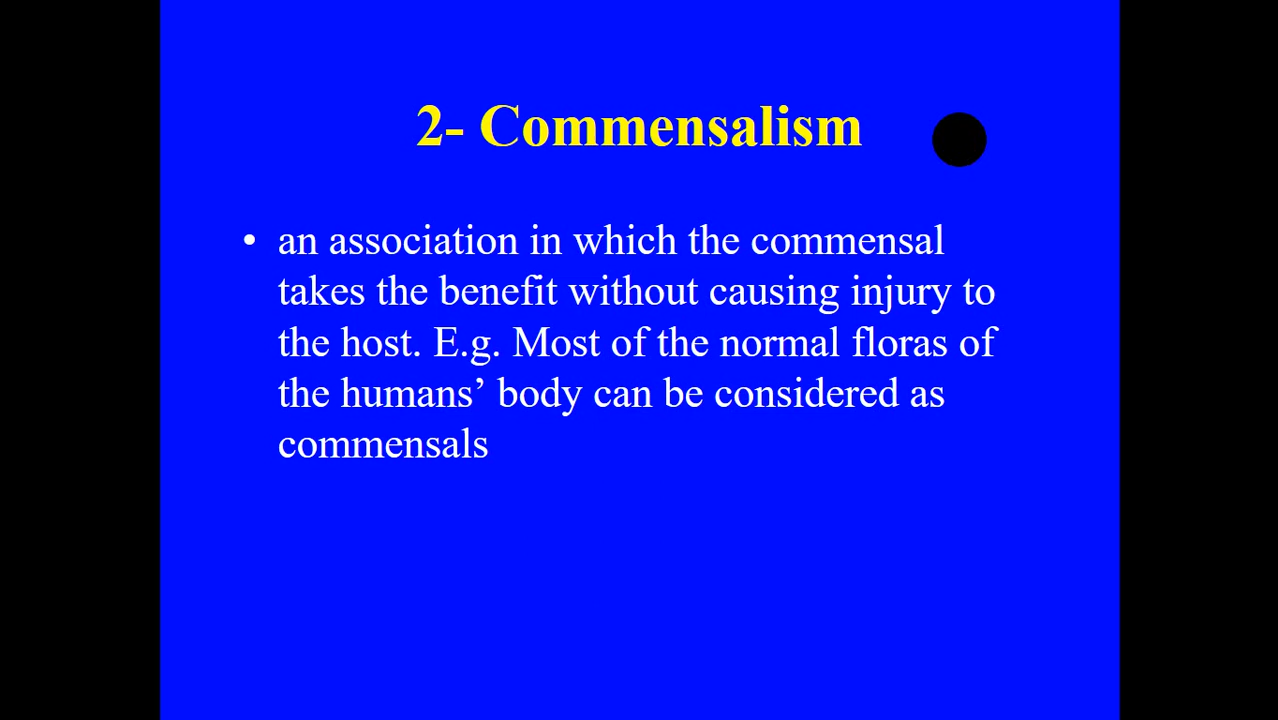 2- Commensalism
• an association in which the commensal
takes the benefit without causing injury to
the host. E.g. Most of the normal floras of
the humans’ body can be considered as
commensals